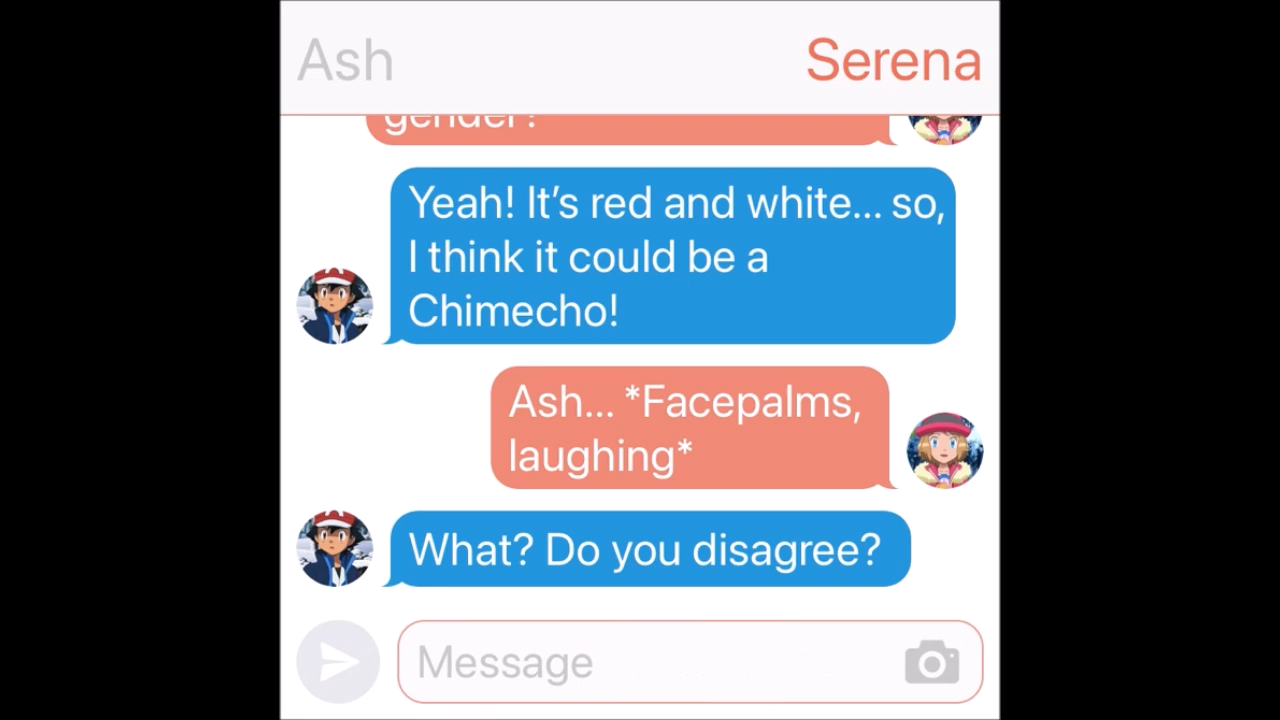 Ash
Serena
gender?
Yeah! It’s red and white... so,
I think it could be a
Chimecho!
Ash... *Facepalms,
laughing*
What? Do you disagree?
Message